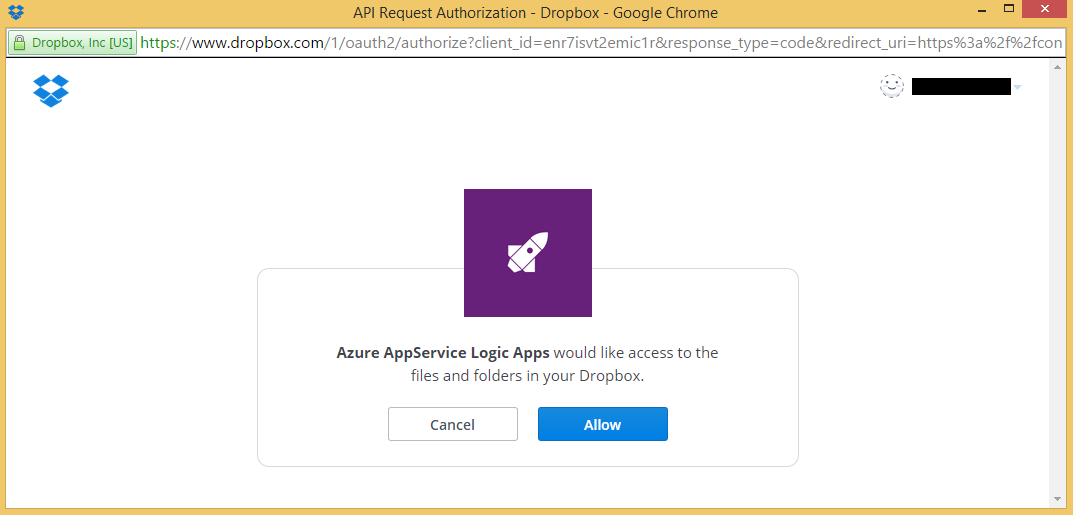 API Request Authorization - Dropbox - Google Chrome
Dropbox, Inc [US] https://www.dropbox.com/1/oauth2/authorize?client_id=enr7isvt2emic1r&response_type=code&redirect_uri=https%3a%2f%2fcon
Azure AppService Logic Apps would like access to the
files and folders in your Dropbox.
Cancel Allow